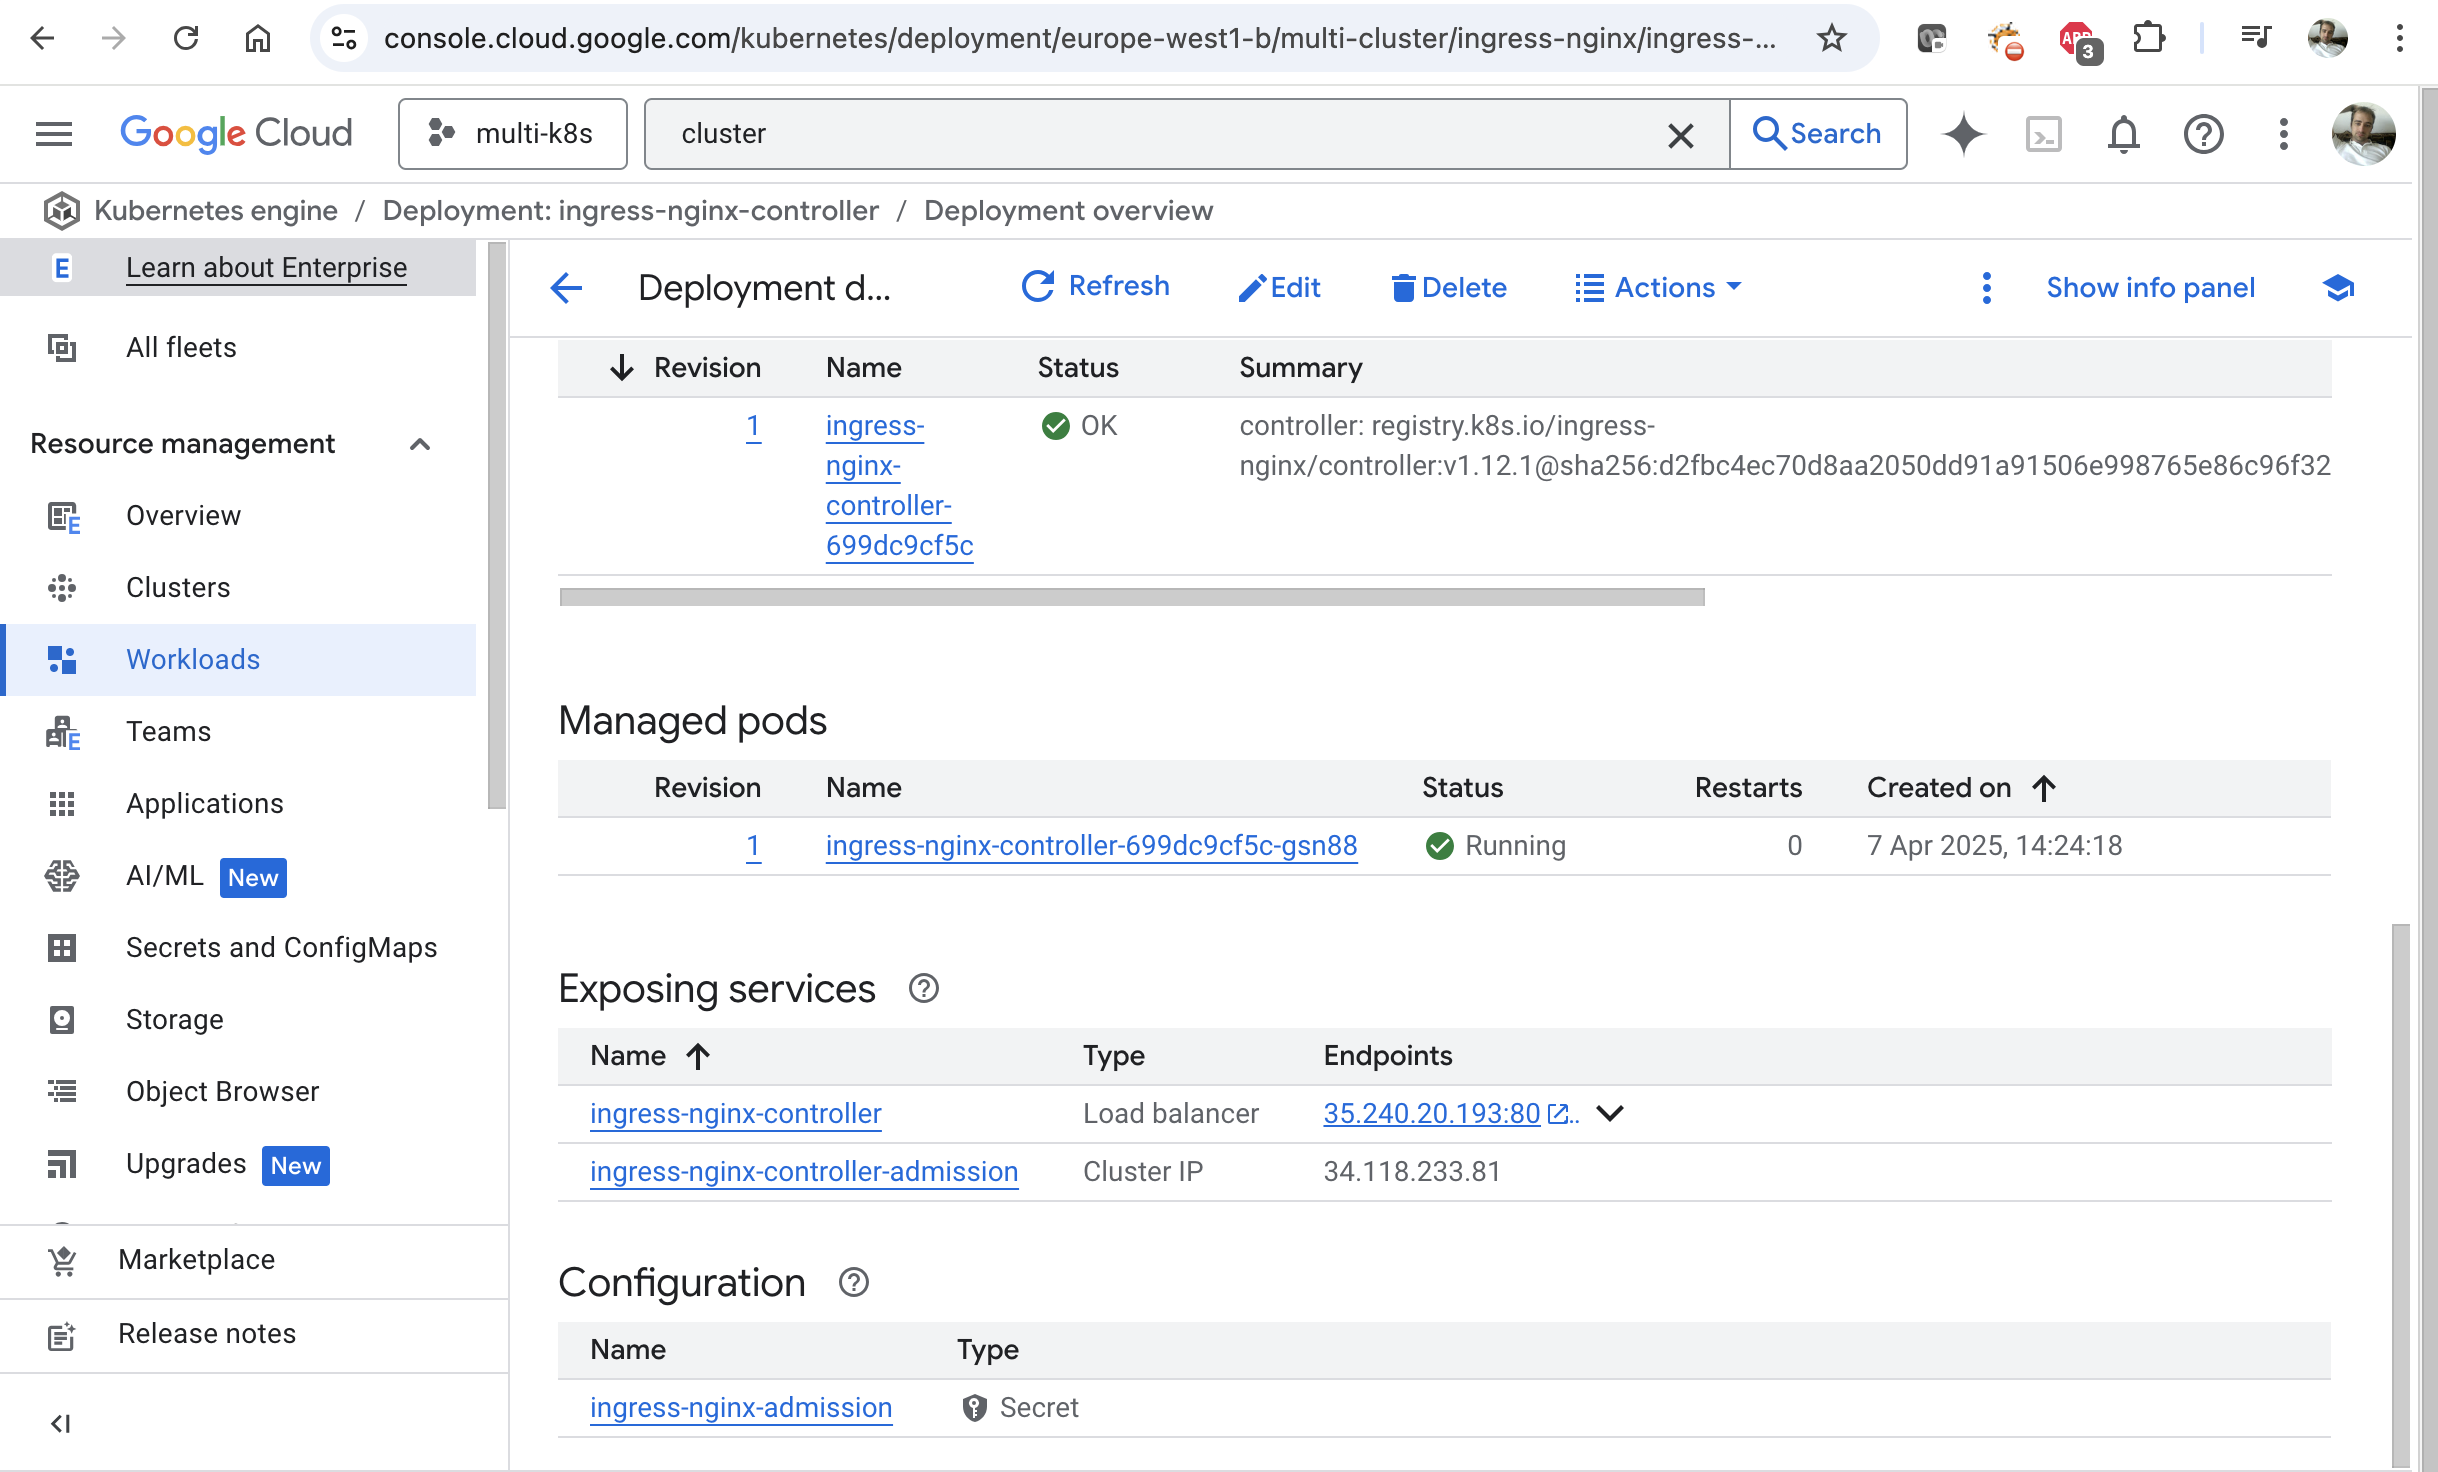 console.cloud.google.com/kubernetes/deployment/europe-west1-b/multi-cluster/ingress-nginx/ingress-...
3
Google Cloud
multi-k8s
cluster
Search
Kubernetes engine / Deployment: ingress-nginx-controller / Deployment overview
E Learn about Enterprise
All fleets
Resource management
Overview
Clusters
Workloads
Teams
Applications
AI/ML New
Secrets and ConfigMaps
Storage
Object Browser
Upgrades New
Marketplace
Release notes
Deployment d...
Refresh
Edit
Delete
Actions
Show info panel
Revision Name Status Summary
1 ingress-nginx-controller-699dc9cf5c OK controller: registry.k8s.io/ingress-
nginx/controller:v1.12.1@sha256:d2fbc4ec70d8aa2050dd91a91506e998765e86c96f32
Managed pods
Revision Name Status Restarts Created on
1 ingress-nginx-controller-699dc9cf5c-gsn88 Running 0 7 Apr 2025, 14:24:18
Exposing services
Name Type Endpoints
ingress-nginx-controller Load balancer 35.240.20.193:80 ..
ingress-nginx-controller-admission Cluster IP 34.118.233.81
Configuration
Name Type
ingress-nginx-admission Secret